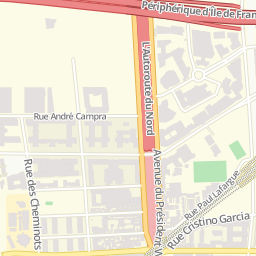 Périphérique d'Île de Fran
L'Autoroute du Nord
Rue André Campra
Rue des Cheminots
Avenue du Président W
Rue Paul Lafargue
Rue Cristino Garcia